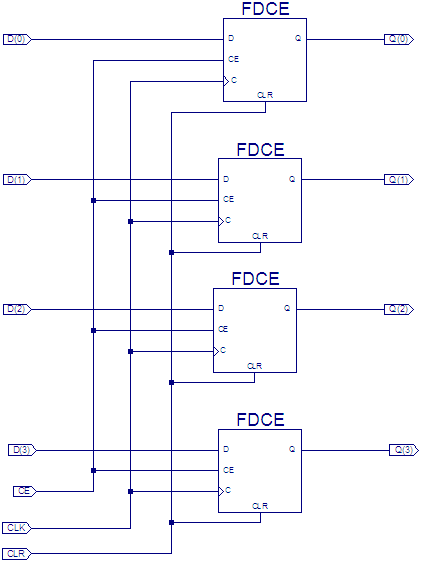 FDCE
D(0) D Q Q(0)
CE
C
CLR
FDCE
D(1) D Q Q(1)
CE
C
CLR
FDCE
D(2) D Q Q(2)
CE
C
CLR
FDCE
D(3) D Q Q(3)
CE
CE C
CLR
CLK
CLR